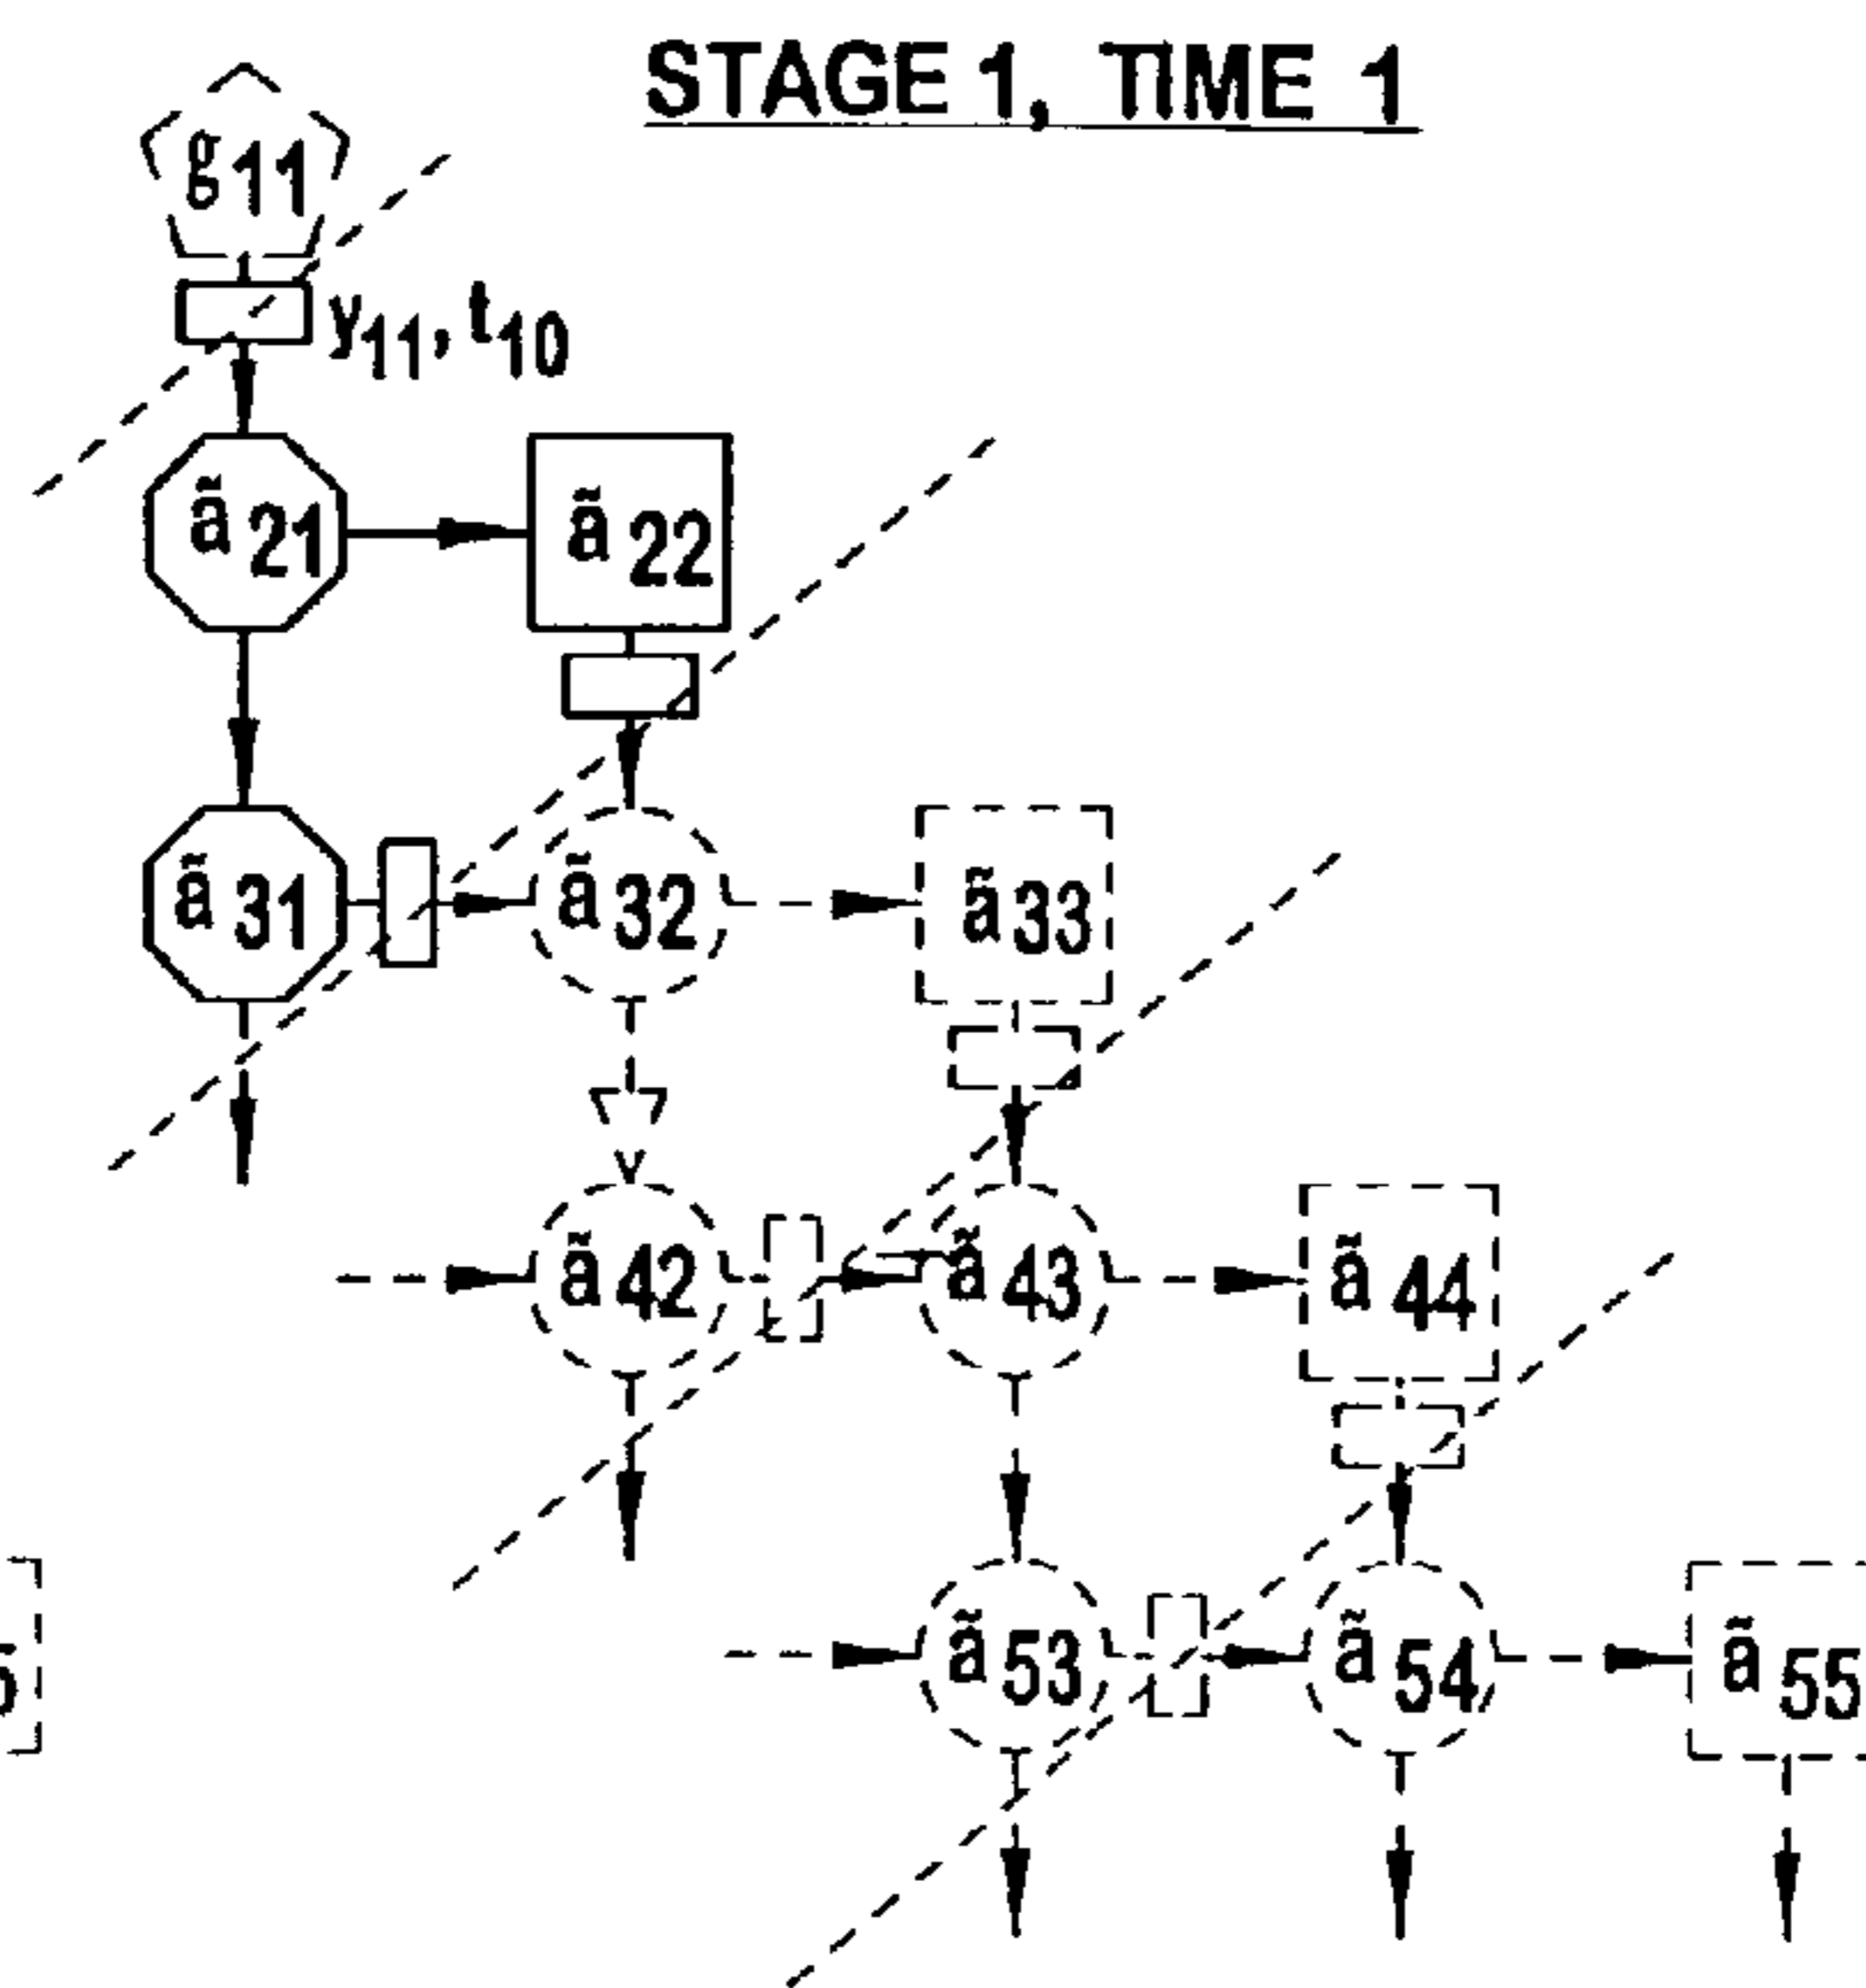 STAGE 1, TIME 1
g11
y11, t10
ã21 ã22
ã31 ã32 ã33
ã42 ã43 ã44
ã53 ã54 ã55